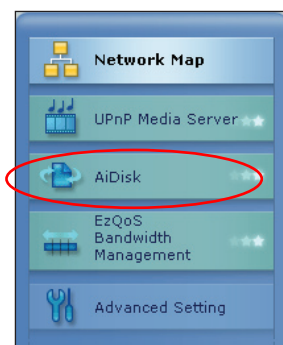 Network Map
UPnP Media Server
AiDisk
EzQoS
Bandwidth
Management
Advanced Setting